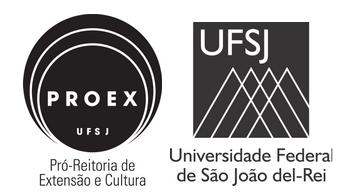 PROEX
UFSJ
Pró-Reitoria de
Extensão e Cultura
UFSJ
Universidade Federal
de São João del-Rei